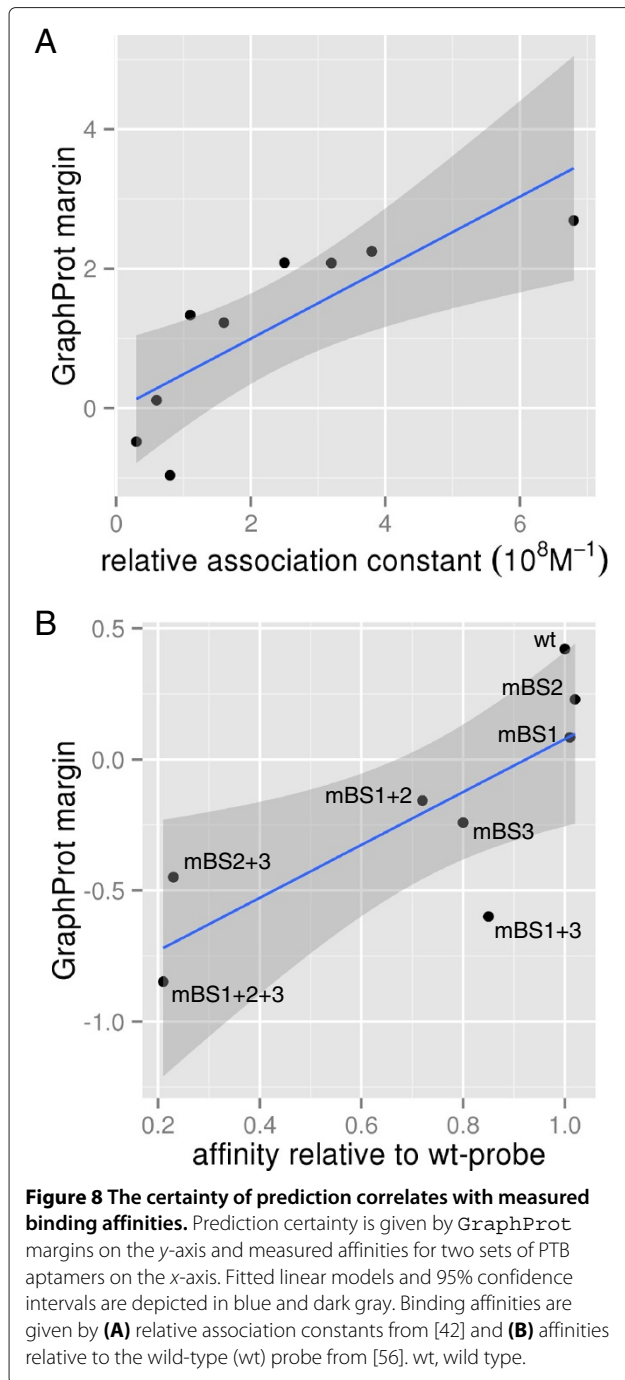 A
GraphProt margin
4
2
0
0
2
4
6
relative association constant (10⁸M⁻¹)
B
GraphProt margin
0.5
0.0
-0.5
-1.0
wt
mBS2
mBS1
mBS1+2
mBS3
mBS2+3
mBS1+3
mBS1+2+3
0.2
0.4
0.6
0.8
1.0
affinity relative to wt-probe
Figure 8 The certainty of prediction correlates with measured
binding affinities. Prediction certainty is given by GraphProt
margins on the y-axis and measured affinities for two sets of PTB
aptamers on the x-axis. Fitted linear models and 95% confidence
intervals are depicted in blue and dark gray. Binding affinities are
given by (A) relative association constants from [42] and (B) affinities
relative to the wild-type (wt) probe from [56]. wt, wild type.